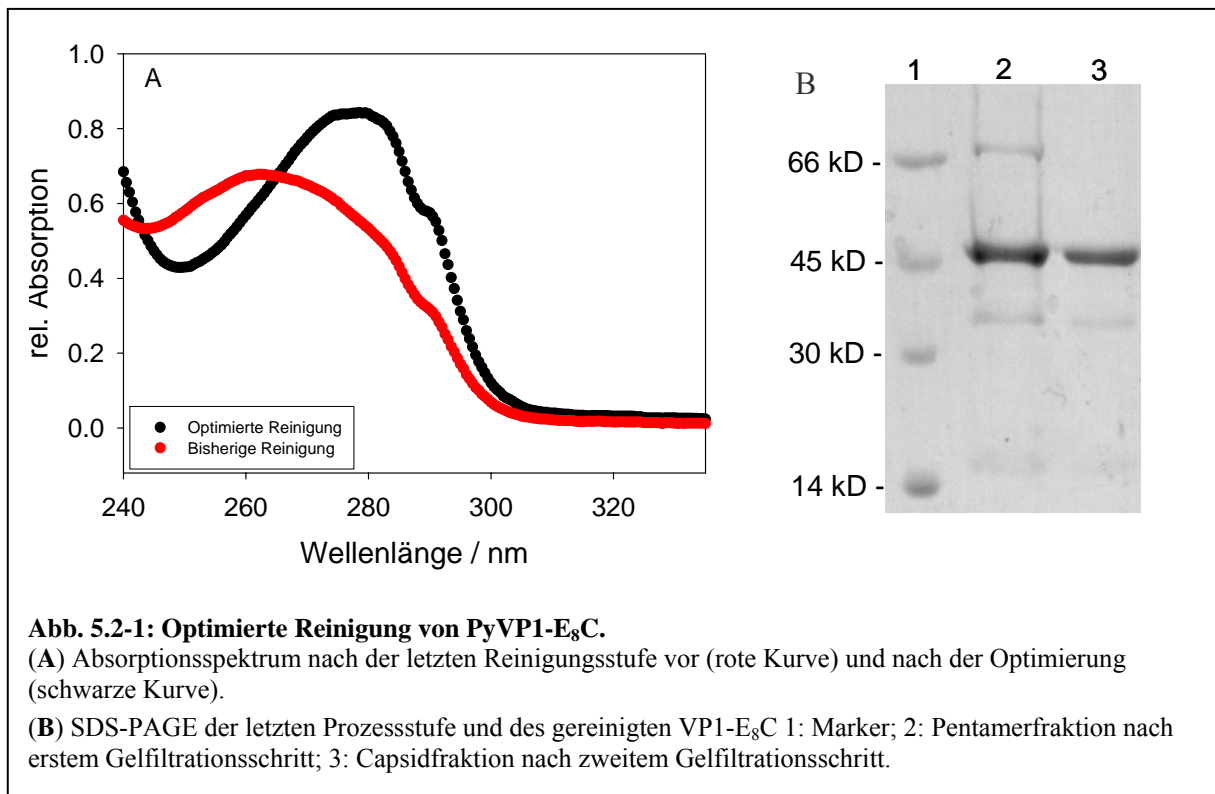 A
1.0
0.8
0.6
0.4
0.2
0.0
rel. Absorption
240
260
280
300
320
Wellenlänge / nm
Optimierte Reinigung
Bisherige Reinigung
B
1 2 3
66 kD -
45 kD -
30 kD -
14 kD -
Abb. 5.2-1: Optimierte Reinigung von PyVP1-E₈C.
(A) Absorptionsspektrum nach der letzten Reinigungsstufe vor (rote Kurve) und nach der Optimierung
(schwarze Kurve).
(B) SDS-PAGE der letzten Prozessstufe und des gereinigten VP1-E₈C 1: Marker; 2: Pentamerfraktion nach
erstem Gelfiltrationsschritt; 3: Capsidfraktion nach zweitem Gelfiltrationsschritt.